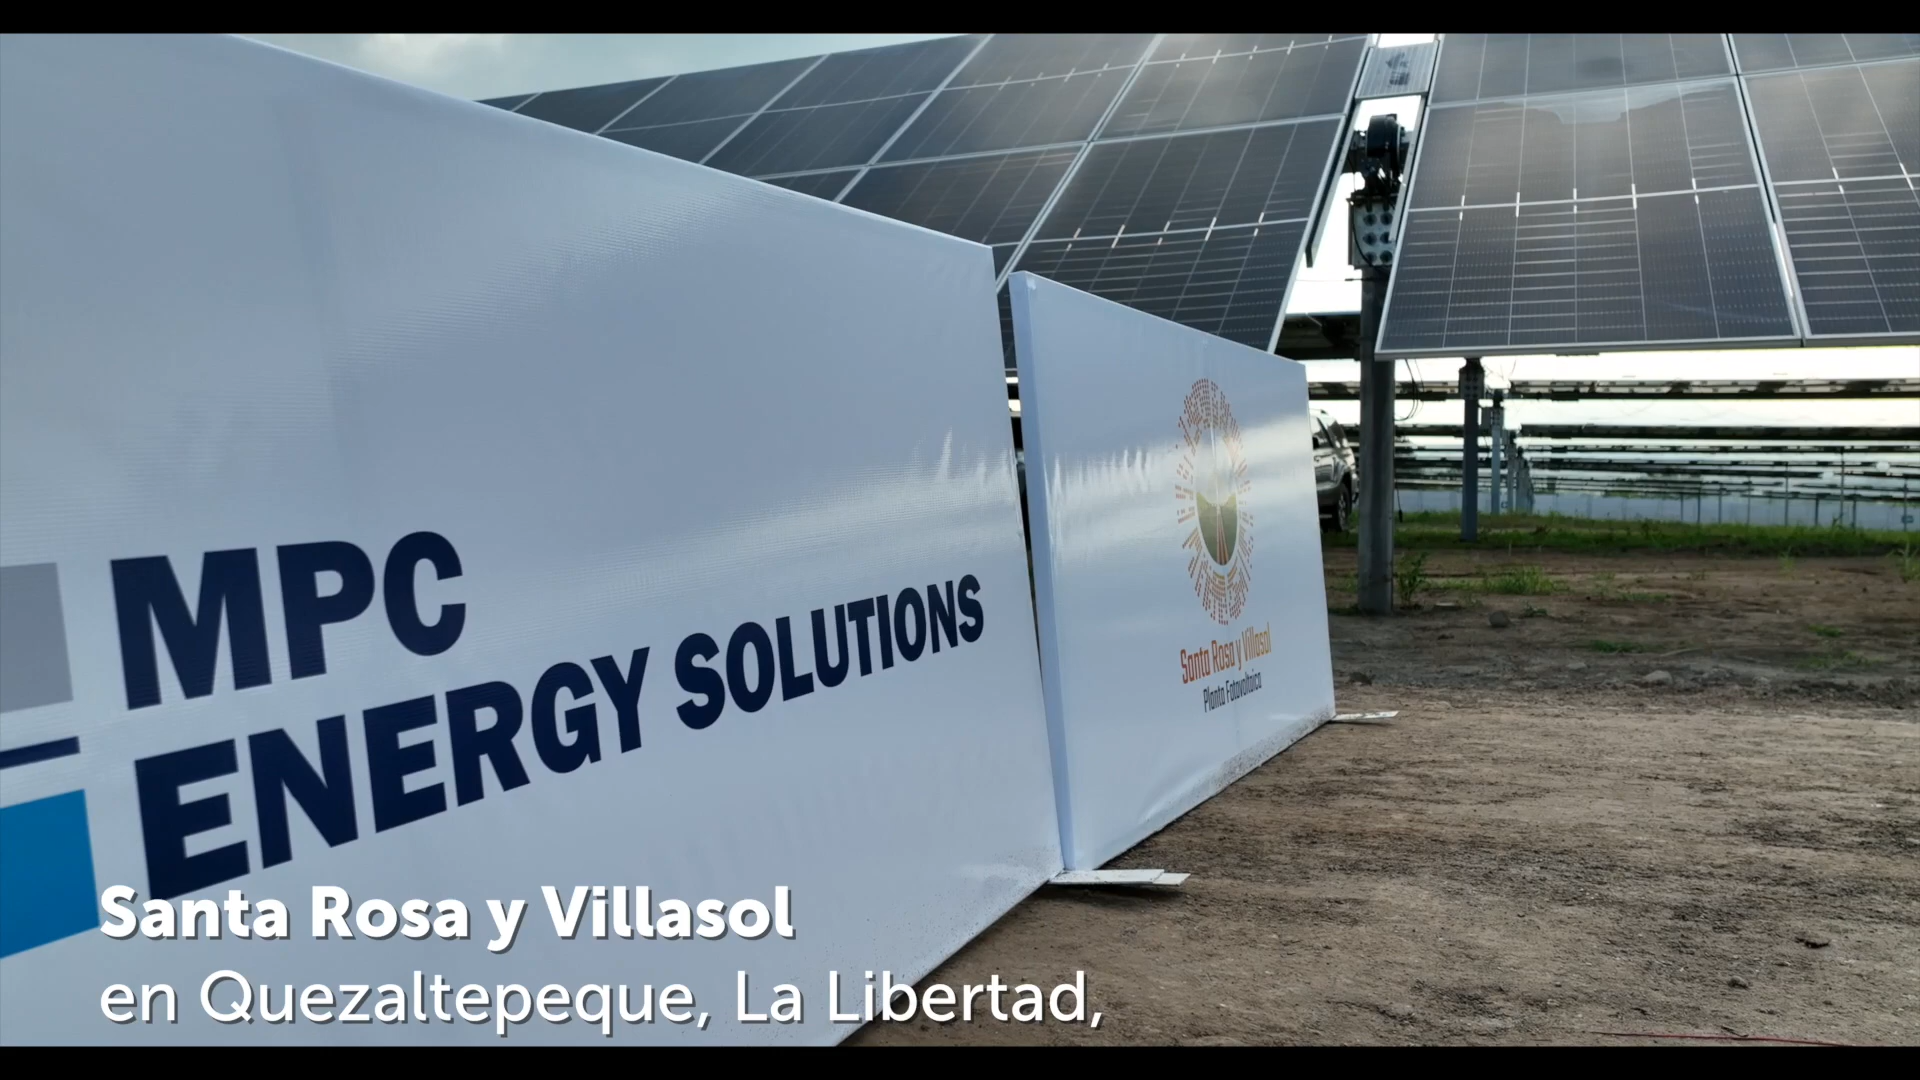 MPC
ENERGY SOLUTIONS
Santa Rosa y Villasol
Planta Fotovoltaica
Santa Rosa y Villasol
en Quezaltepeque, La Libertad,